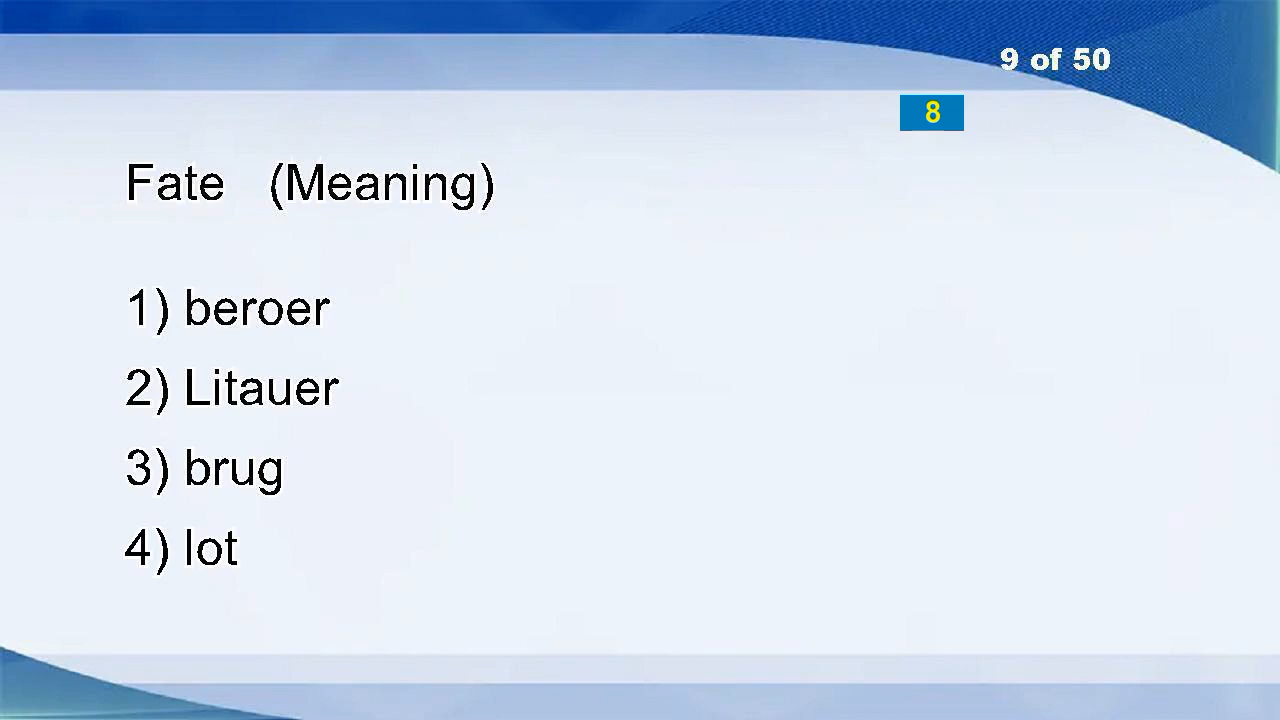 9 of 50
8
Fate (Meaning)
1) beroer
2) Litauer
3) brug
4) lot